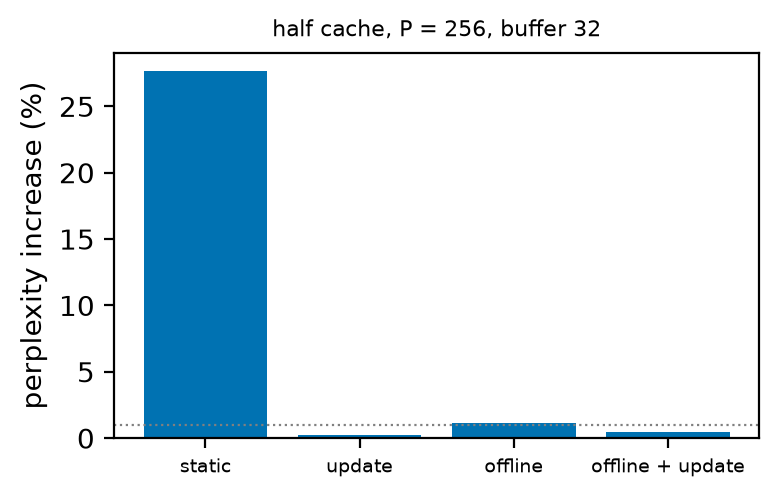 half cache, P = 256, buffer 32
perplexity increase (%)
25
20
15
10
5
0
static
update
offline
offline + update